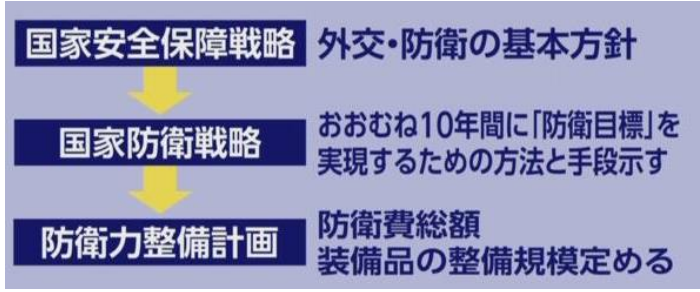 国家安全保障戦略 外交・防衛の基本方針
国家防衛戦略 おおむね10年間に「防衛目標」を
実現するための方法と手段示す
防衛力整備計画 防衛費総額
装備品の整備規模定める